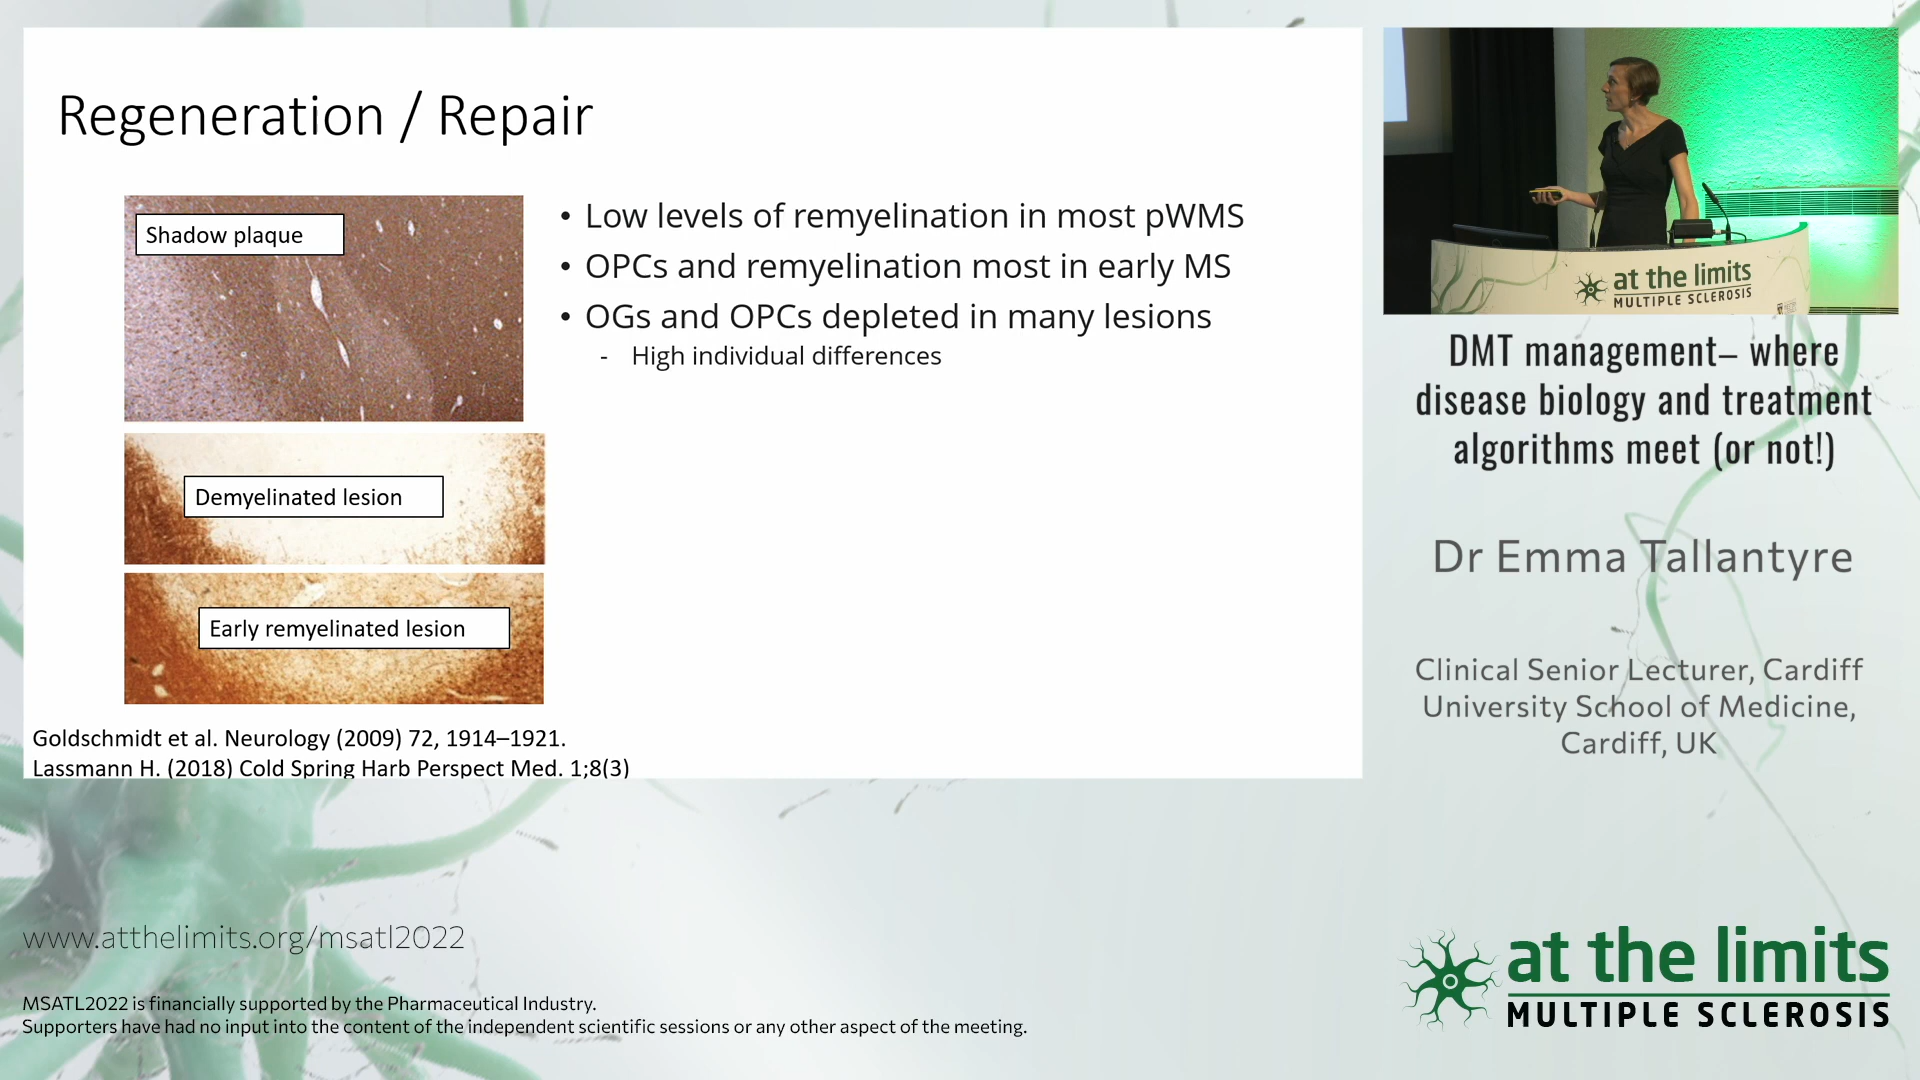 Regeneration / Repair
Shadow plaque
Demyelinated lesion
Early remyelinated lesion
• Low levels of remyelination in most pWMS
• OPCs and remyelination most in early MS
• OGs and OPCs depleted in many lesions
- High individual differences
Goldschmidt et al. Neurology (2009) 72, 1914–1921.
Lassmann H. (2018) Cold Spring Harb Perspect Med. 1;8(3)
at the limits
MULTIPLE SCLEROSIS
DMT management– where
disease biology and treatment
algorithms meet (or not!)
Dr Emma Tallantyre
Clinical Senior Lecturer, Cardiff
University School of Medicine,
Cardiff, UK
www.atthelimits.org/msatl2022
MSATL2022 is financially supported by the Pharmaceutical Industry.
Supporters have had no input into the content of the independent scientific sessions or any other aspect of the meeting.
at the limits
MULTIPLE SCLEROSIS